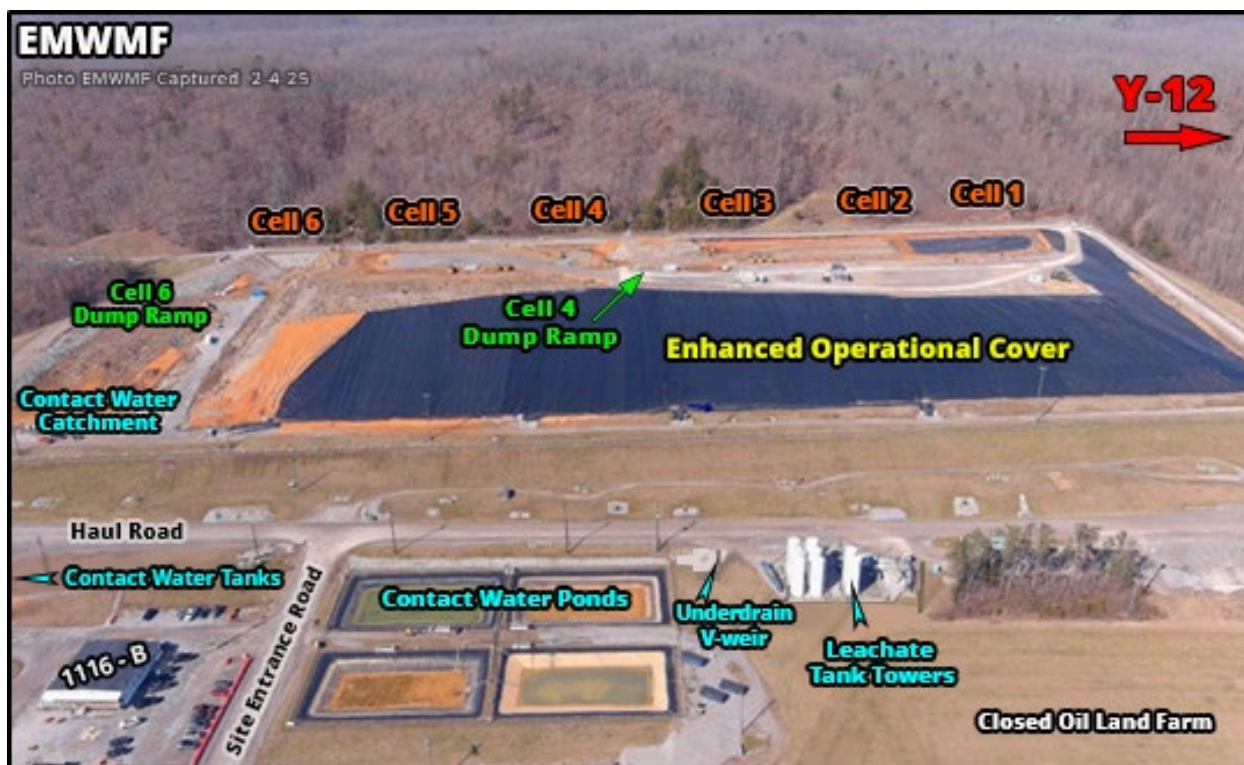 EMWMF
Photo EMWMF Captured 2-4-25
Y-12
Cell 6
Cell 5
Cell 4
Cell 3
Cell 2
Cell 1
Cell 6
Dump Ramp
Cell 4
Dump Ramp
Enhanced Operational Cover
Contact Water
Catchment
Haul Road
Contact Water Tanks
Site Entrance Road
Contact Water Ponds
Underdrain
V-weir
Leachate
Tank Towers
1116 - B
Closed Oil Land Farm